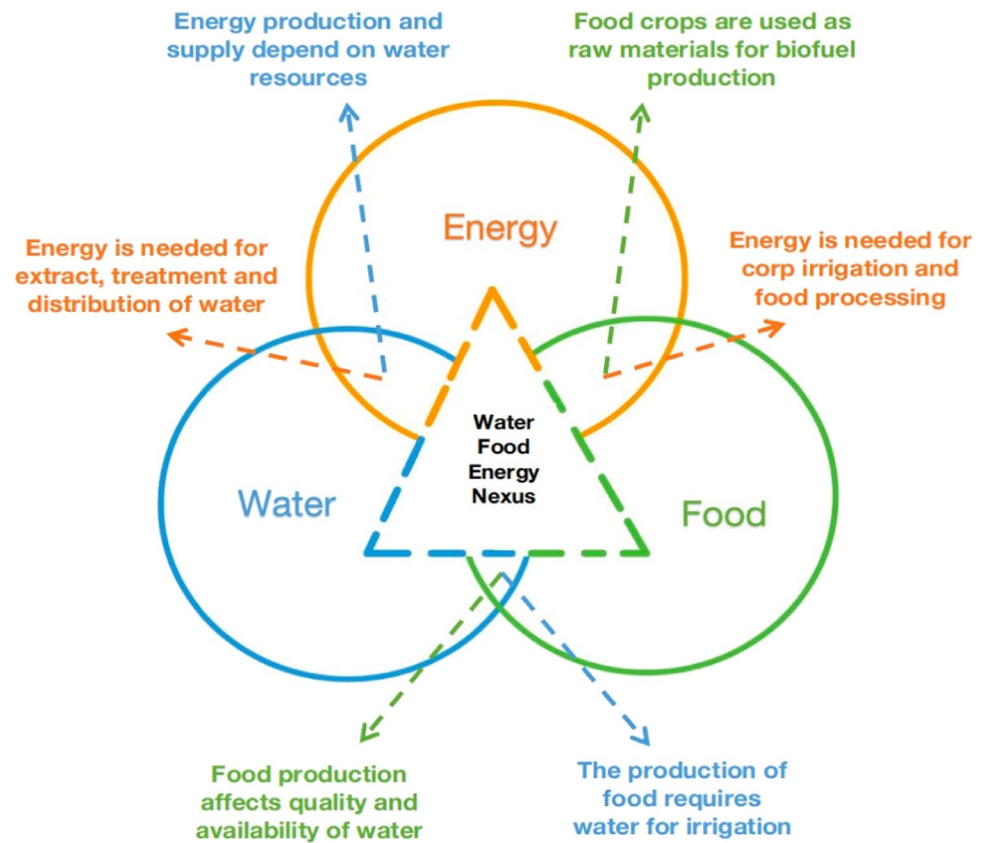 Energy production and
supply depend on water
resources
Food crops are used as
raw materials for biofuel
production
Energy
Energy is needed for
extract, treatment and
distribution of water
Energy is needed for
corp irrigation and
food processing
Water
Food
Energy
Nexus
Water
Food
Food production
affects quality and
availability of water
The production of
food requires
water for irrigation